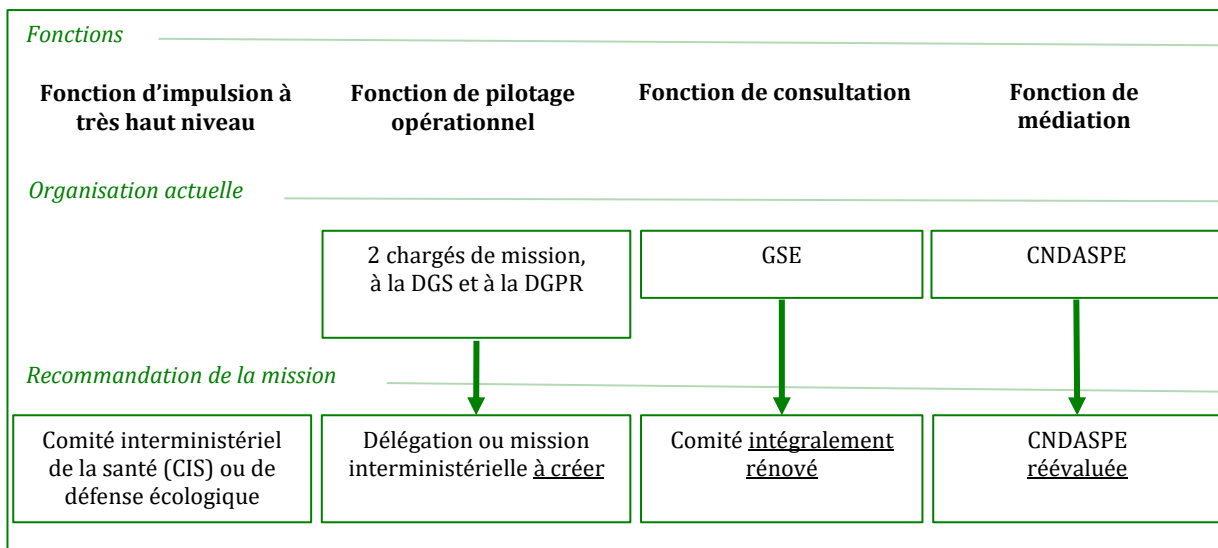 Fonctions
Fonction d’impulsion à
très haut niveau
Fonction de pilotage
opérationnel
Fonction de consultation
Fonction de
médiation
Organisation actuelle
2 chargés de mission,
à la DGS et à la DGPR
GSE
CNDASPE
Recommandation de la mission
Comité interministériel
de la santé (CIS) ou de
défense écologique
Délégation ou mission
interministérielle à créer
Comité intégralement
rénové
CNDASPE
réévaluée